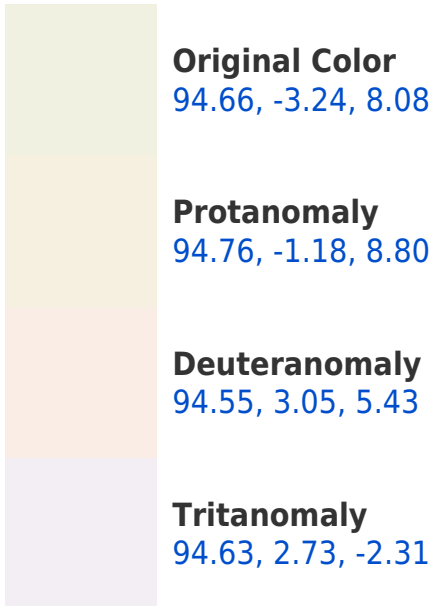 Original Color
94.66, -3.24, 8.08
Protanomaly
94.76, -1.18, 8.80
Deuteranomaly
94.55, 3.05, 5.43
Tritanomaly
94.63, 2.73, -2.31